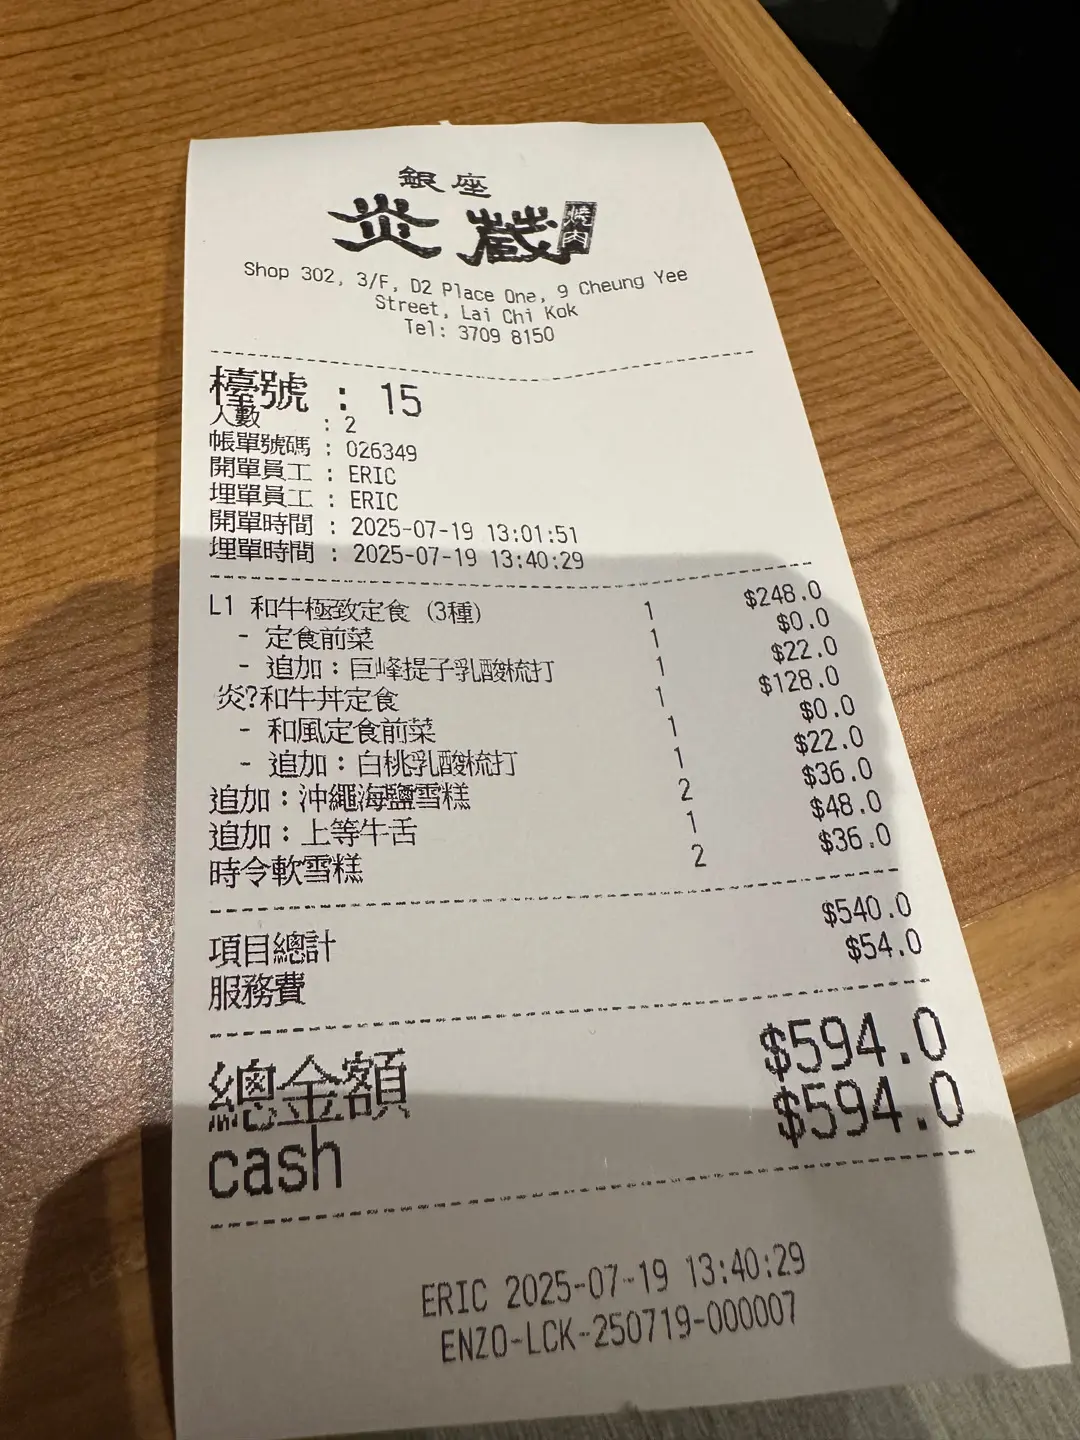 銀座
炎蔵 燒肉
Shop 302, 3/F, D2 Place One, 9 Cheung Yee
Street, Lai Chi Kok
Tel: 3709 8150
檯號 : 15
人數 : 2
帳單號碼 : 026349
開單員工 : ERIC
埋單員工 : ERIC
開單時間 : 2025-07-19 13:01:51
埋單時間 : 2025-07-19 13:40:29
L1 和牛極致定食 (3種) 1 $248.0
- 定食前菜 1 $0.0
- 追加：巨峰提子乳酸梳打 1 $22.0
炎?和牛丼定食 1 $128.0
- 和風定食前菜 1 $0.0
- 追加：白桃乳酸梳打 1 $22.0
追加：沖繩海鹽雪糕 2 $36.0
追加：上等牛舌 1 $48.0
時令軟雪糕 2 $36.0
項目總計 $540.0
服務費 $54.0
總金額 $594.0
cash $594.0
ERIC 2025-07-19 13:40:29
ENZO-LCK-250719-000007